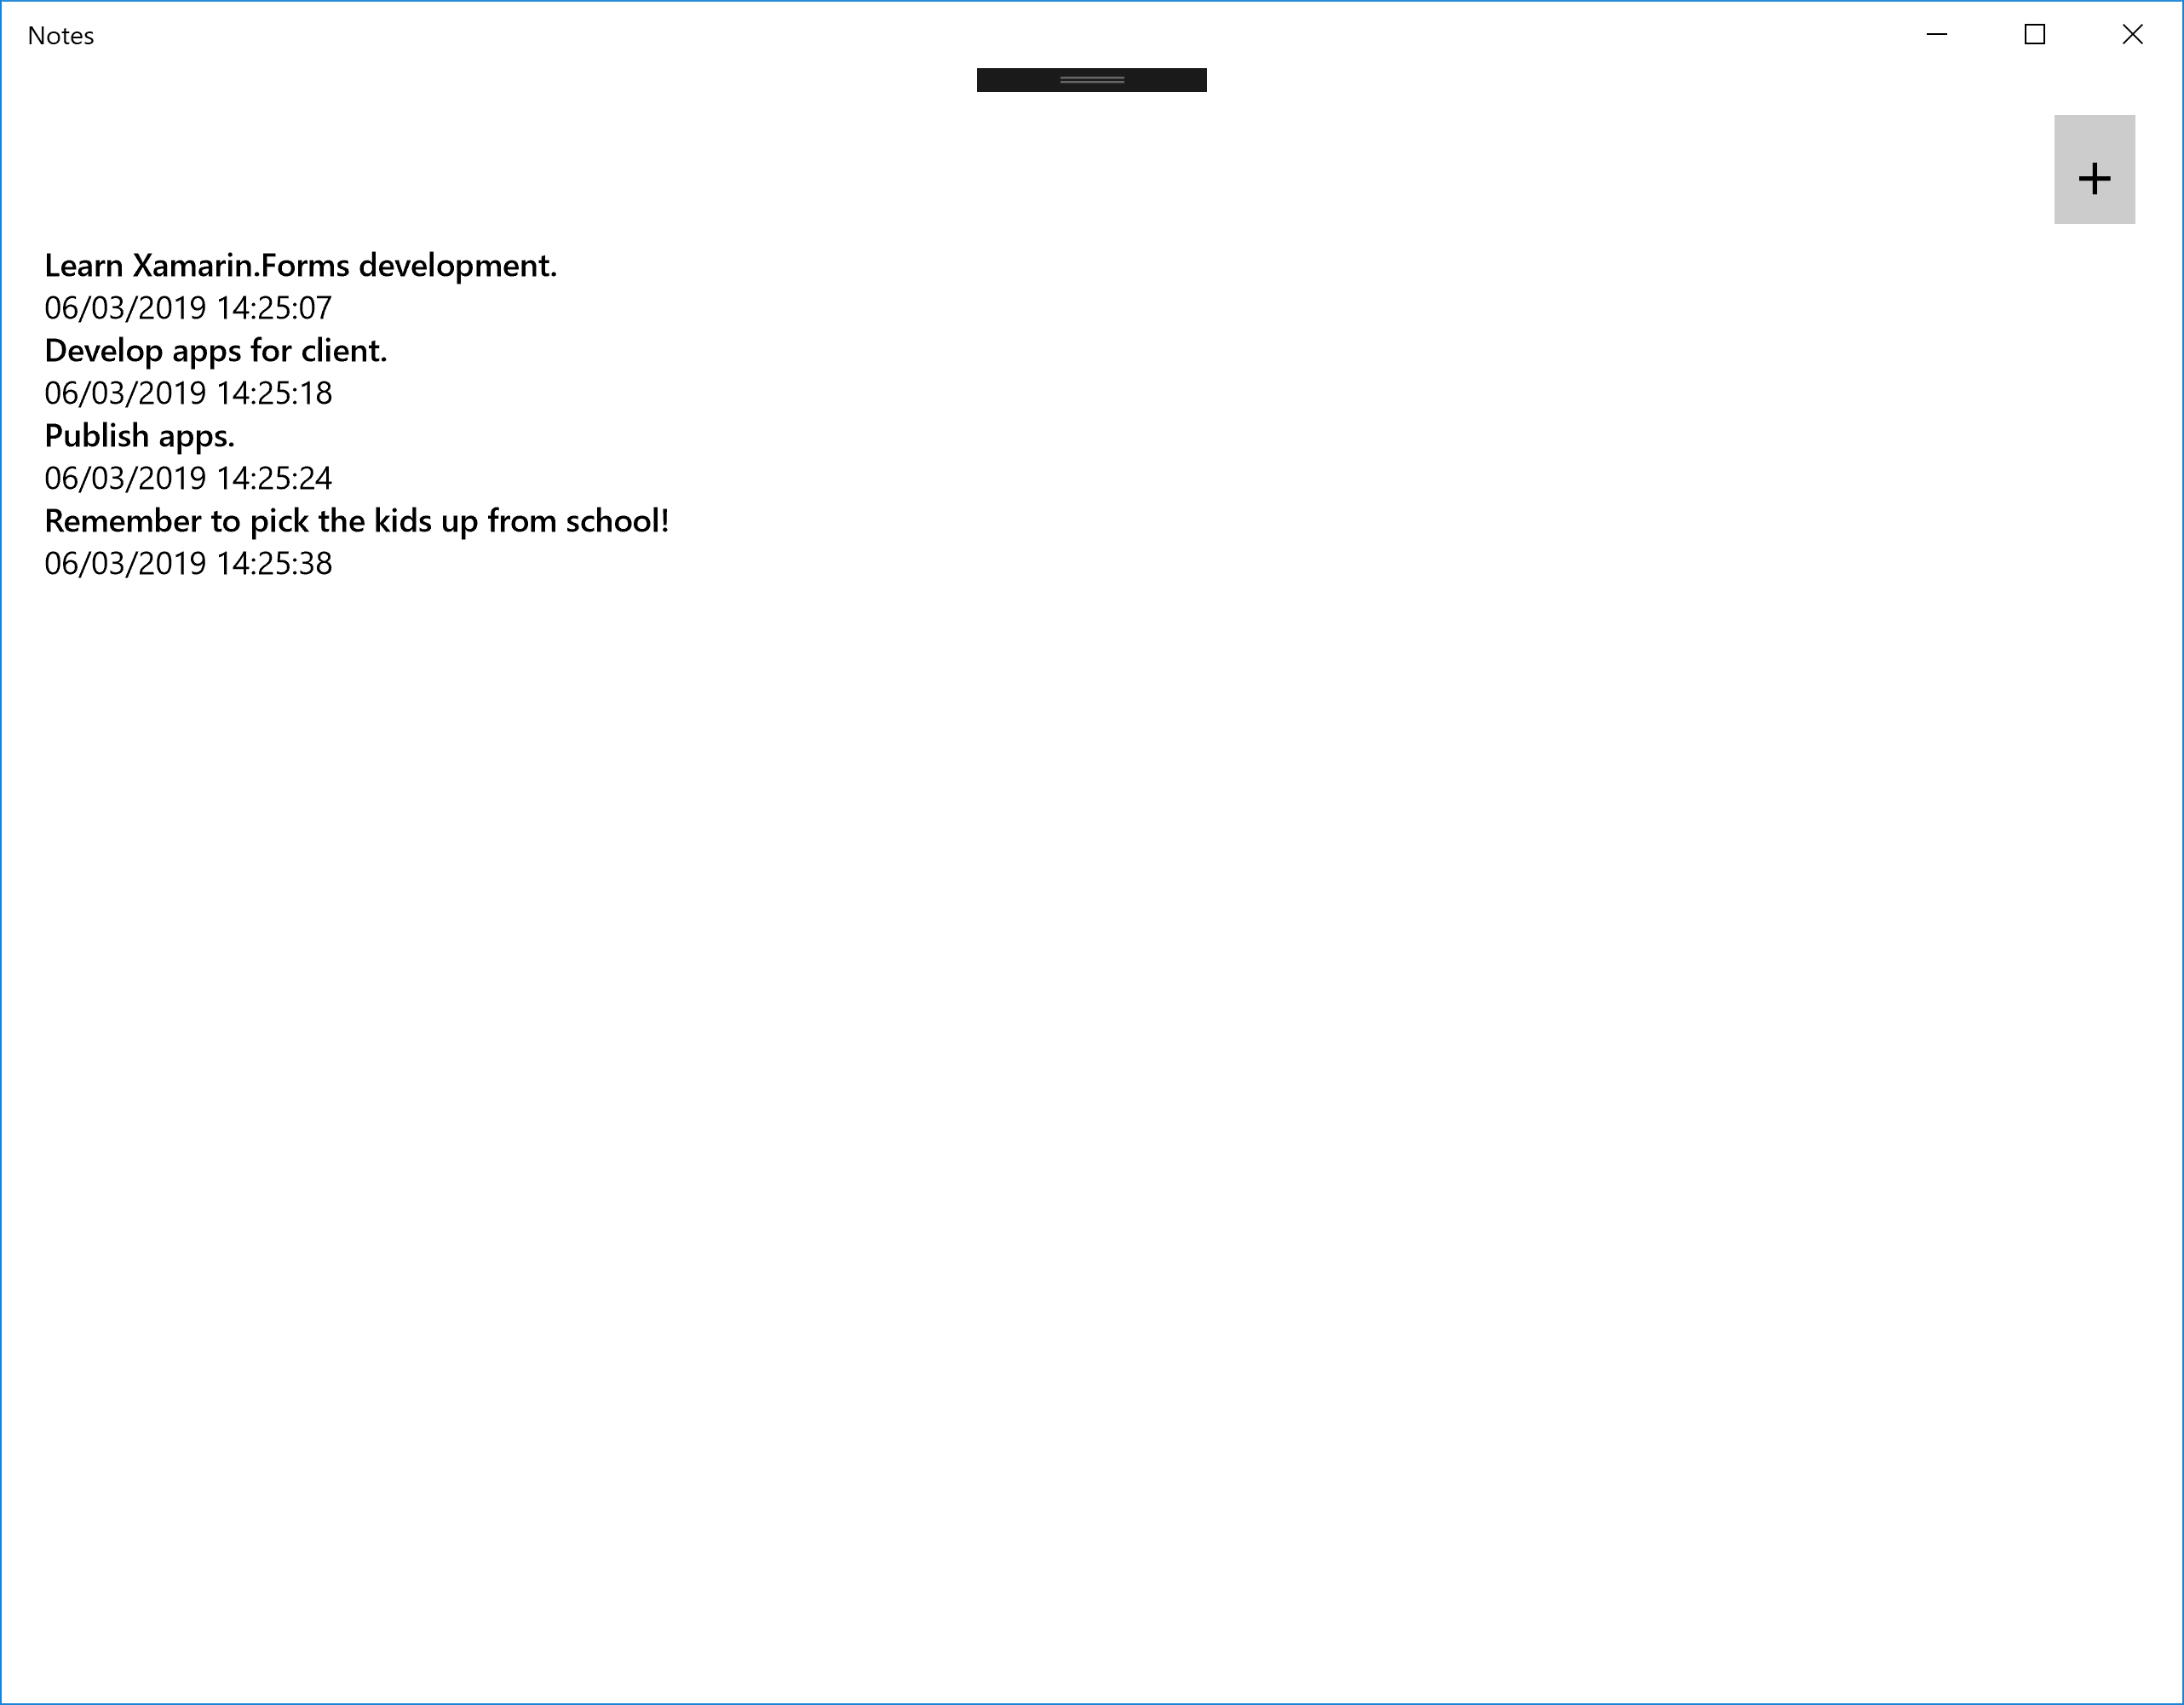 Notes
Learn Xamarin.Forms development.
06/03/2019 14:25:07
Develop apps for client.
06/03/2019 14:25:18
Publish apps.
06/03/2019 14:25:24
Remember to pick the kids up from school!
06/03/2019 14:25:38